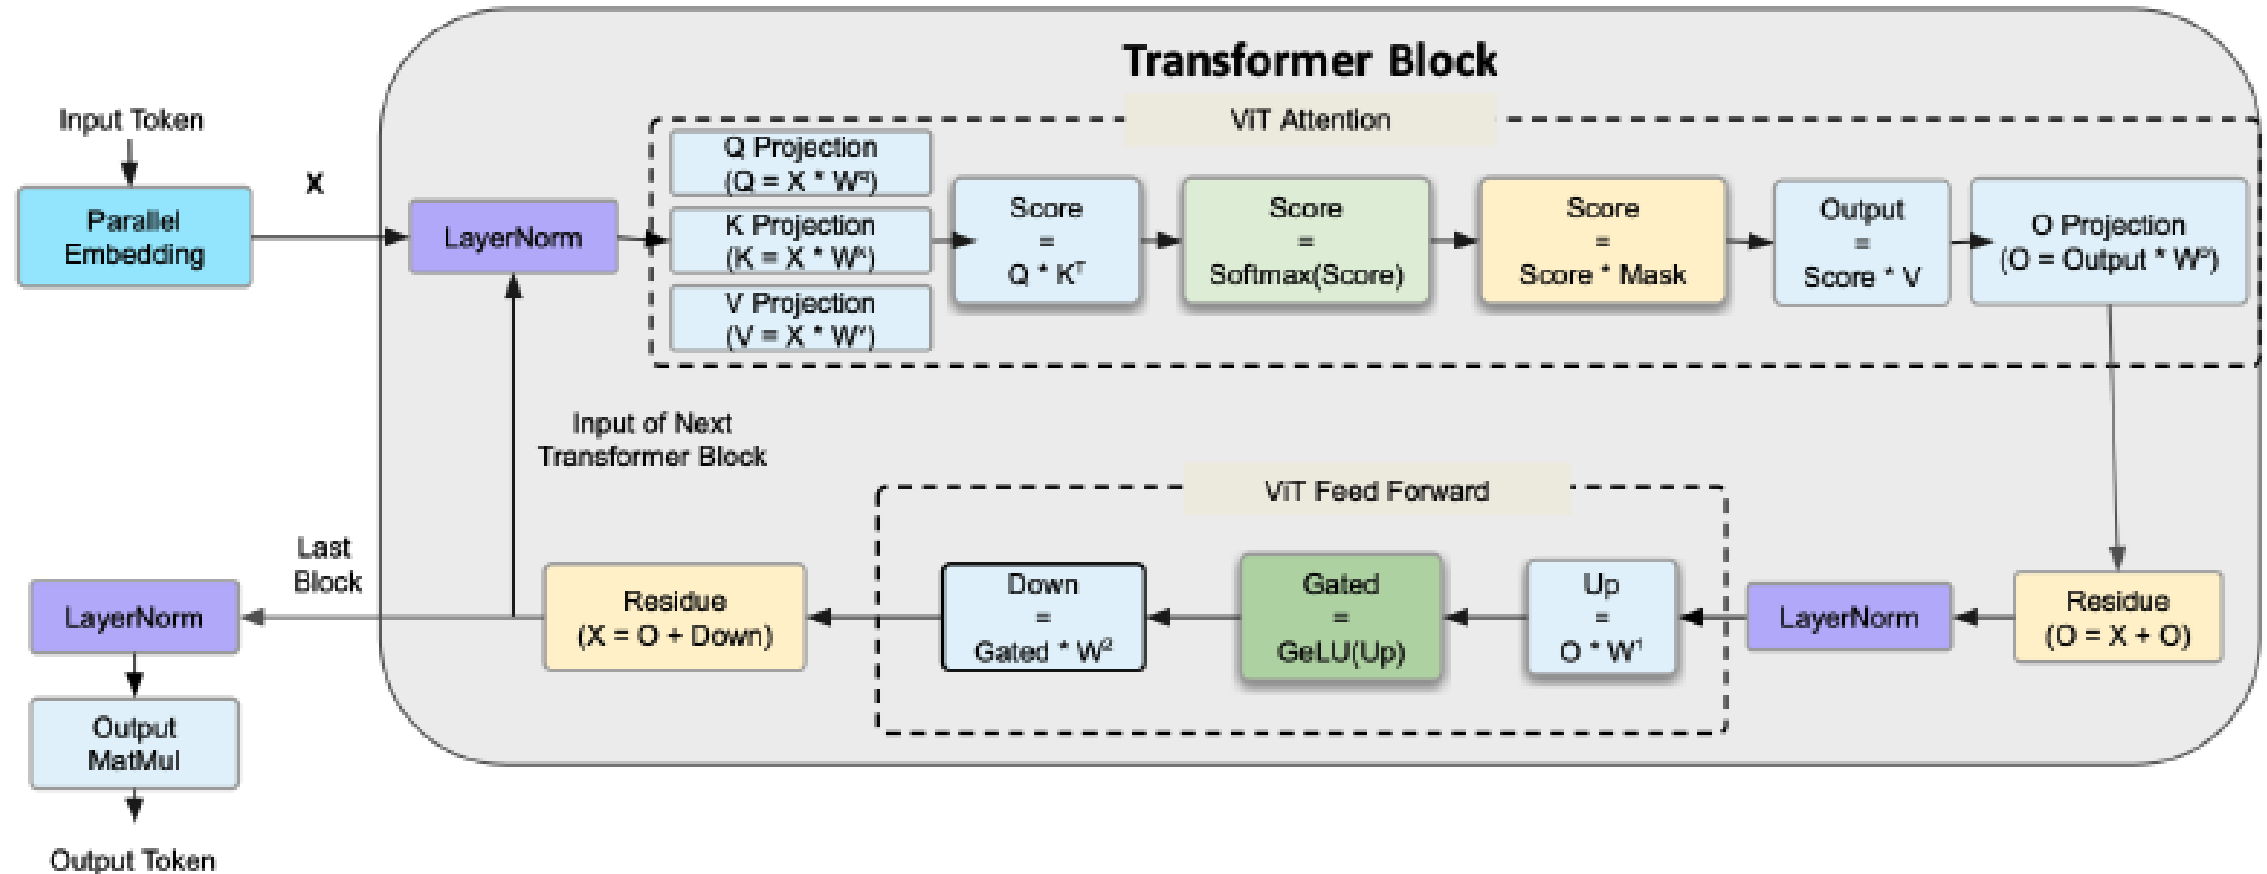 Transformer Block
ViT Attention
Input Token
Parallel
Embedding
X
LayerNorm
Q Projection
(Q = X * W^q)
K Projection
(K = X * W^k)
V Projection
(V = X * W^v)
Score
=
Q * K^T
Score
=
Softmax(Score)
Score
=
Score * Mask
Output
=
Score * V
O Projection
(O = Output * W^o)
Input of Next
Transformer Block
ViT Feed Forward
Residue
(O = X + O)
LayerNorm
Up
=
O * W^1
Gated
=
GeLU(Up)
Down
=
Gated * W^2
Residue
(X = O + Down)
Last
Block
LayerNorm
Output
MatMul
Output Token